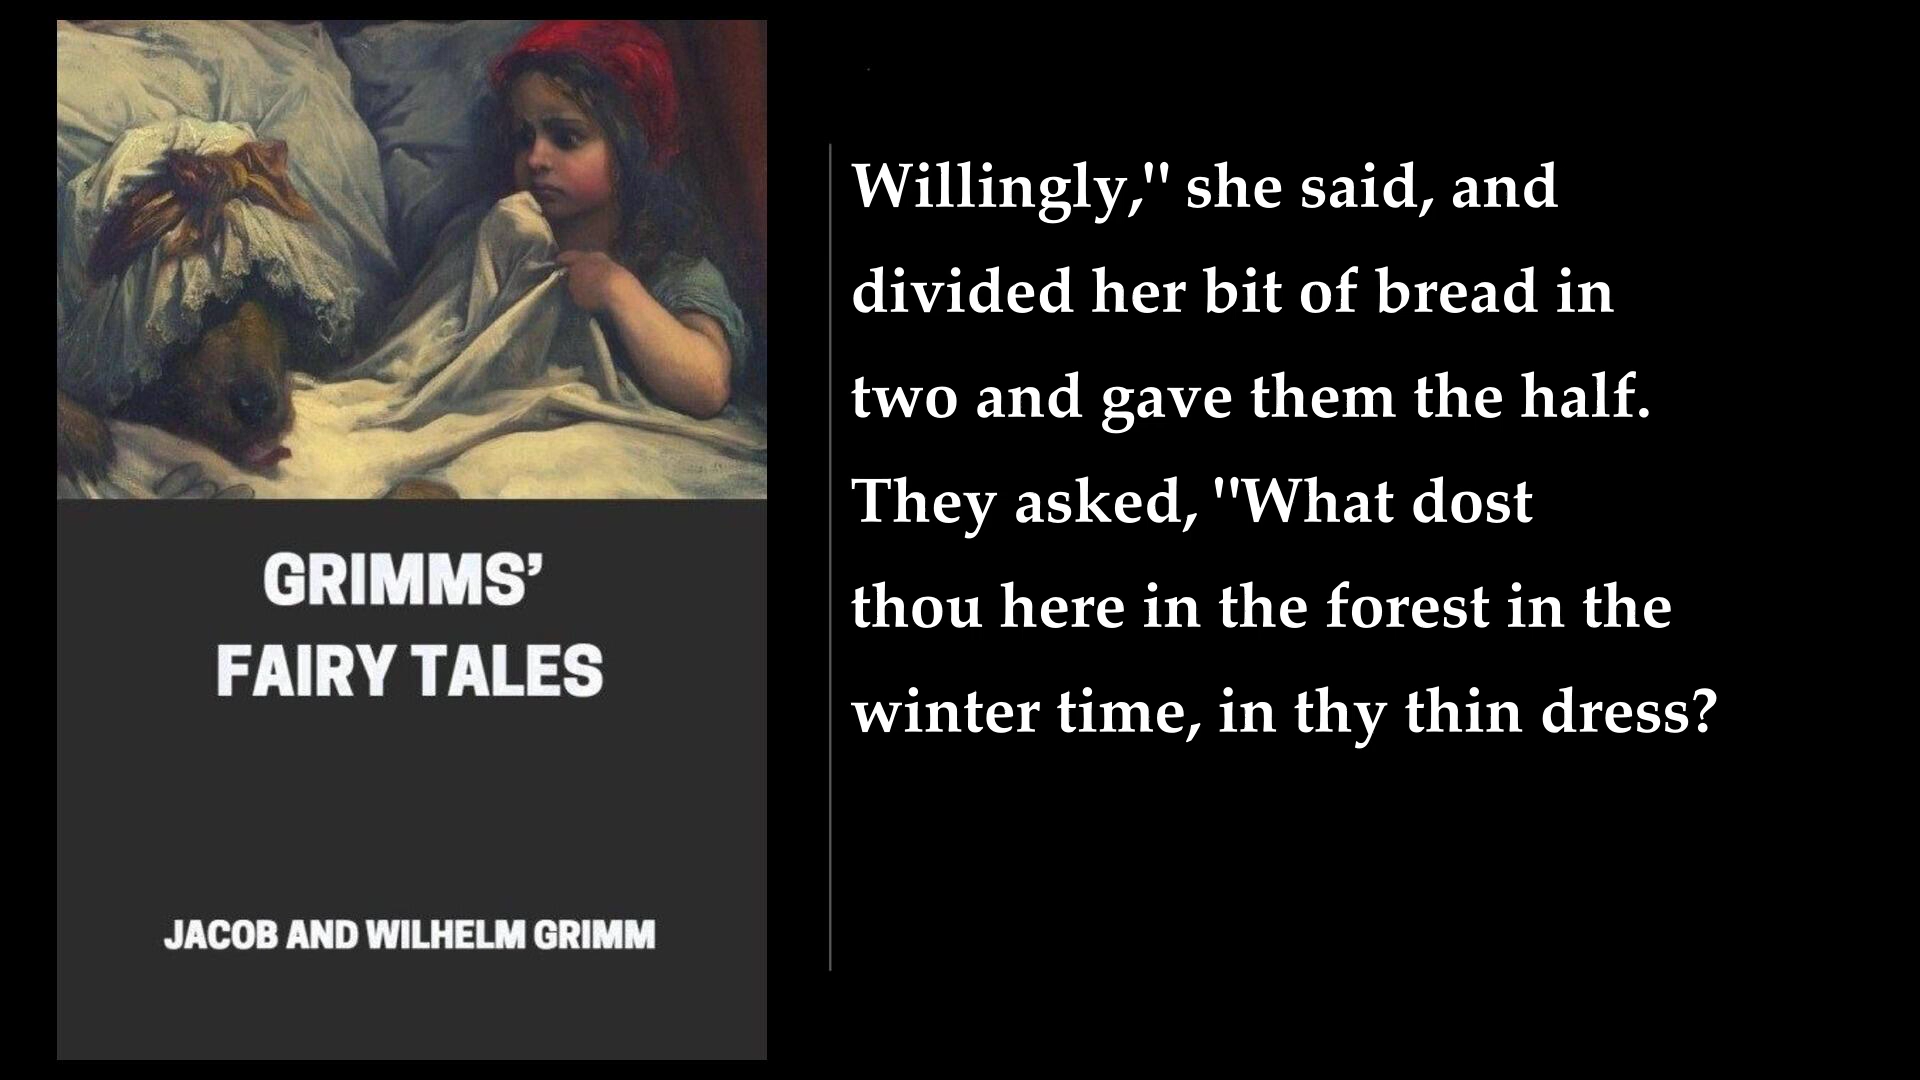 GRIMMS’
FAIRY TALES
JACOB AND WILHELM GRIMM
Willingly," she said, and
divided her bit of bread in
two and gave them the half.
They asked, "What dost
thou here in the forest in the
winter time, in thy thin dress?